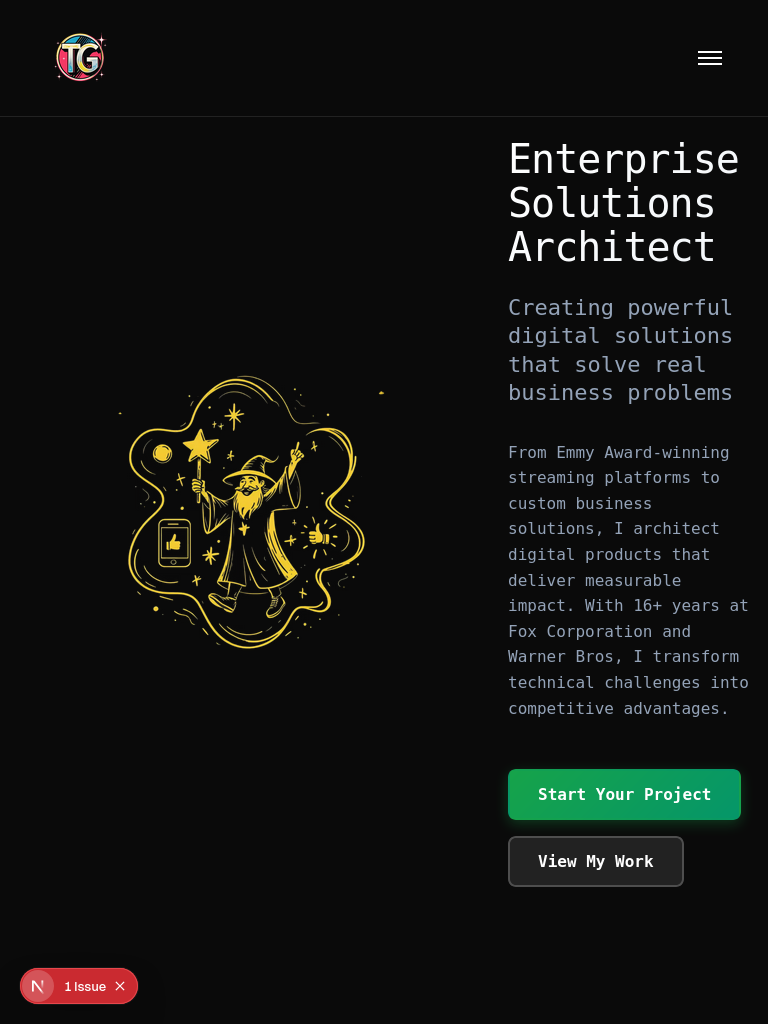 TG
Enterprise
Solutions
Architect
Creating powerful
digital solutions
that solve real
business problems
From Emmy Award-winning
streaming platforms to
custom business
solutions, I architect
digital products that
deliver measurable
impact. With 16+ years at
Fox Corporation and
Warner Bros, I transform
technical challenges into
competitive advantages.
Start Your Project
View My Work
N 1 Issue